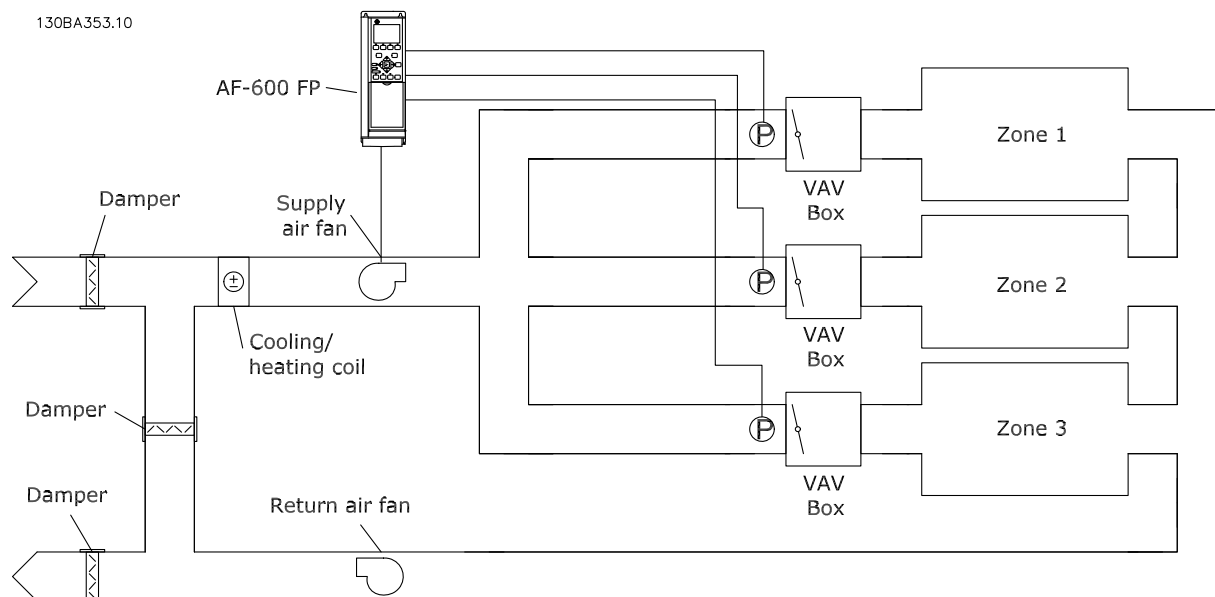 130BA353.10
AF-600 FP
P
Zone 1
VAV
Box
Damper
Supply
air fan
±
P
Zone 2
VAV
Box
Cooling/
heating coil
Damper
P
Zone 3
VAV
Box
Damper
Return air fan